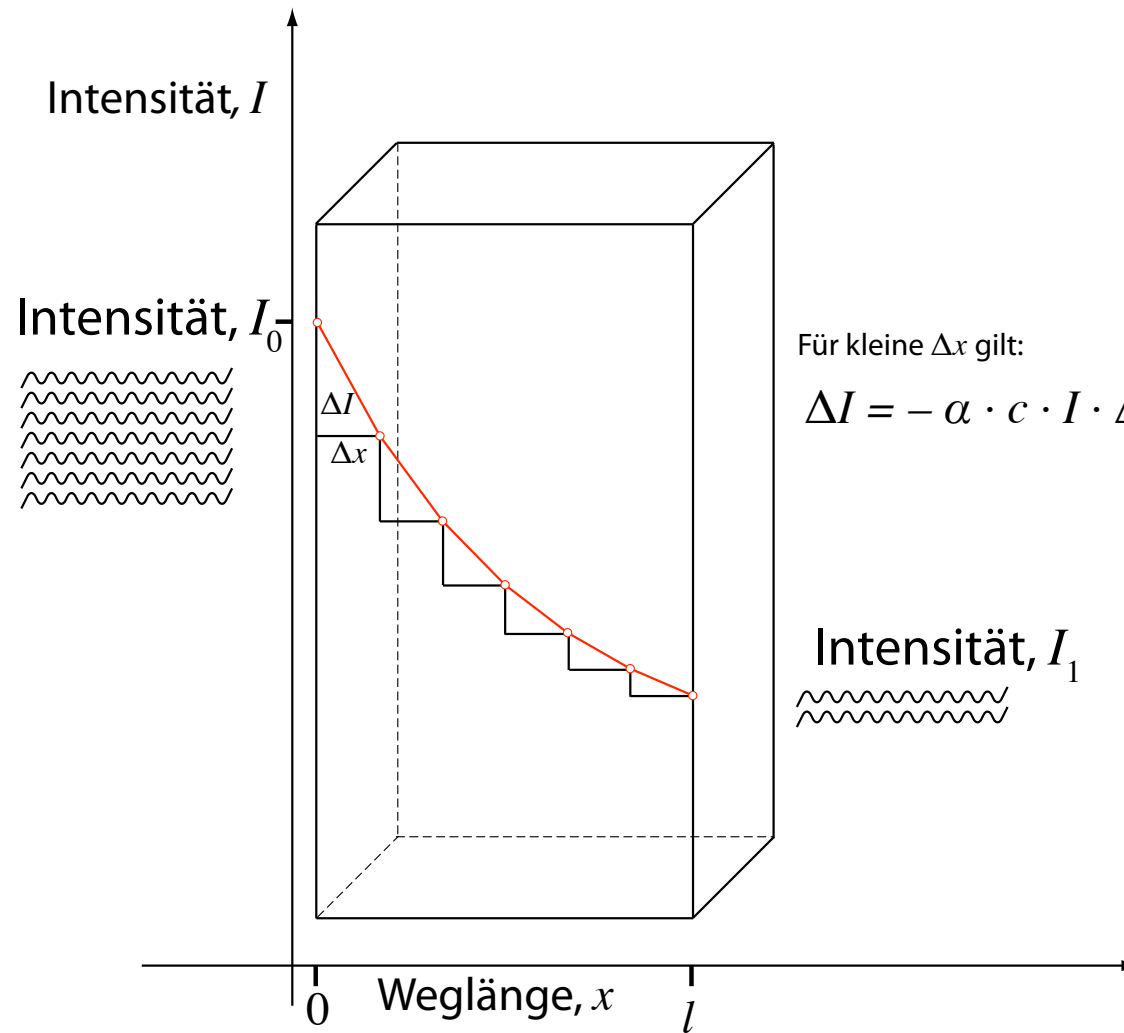 Intensität, I
Intensität, I₀
Für kleine Δx gilt:
ΔI = – α · c · I ·
ΔI
Δx
Intensität, I₁
0
Weglänge, x
l